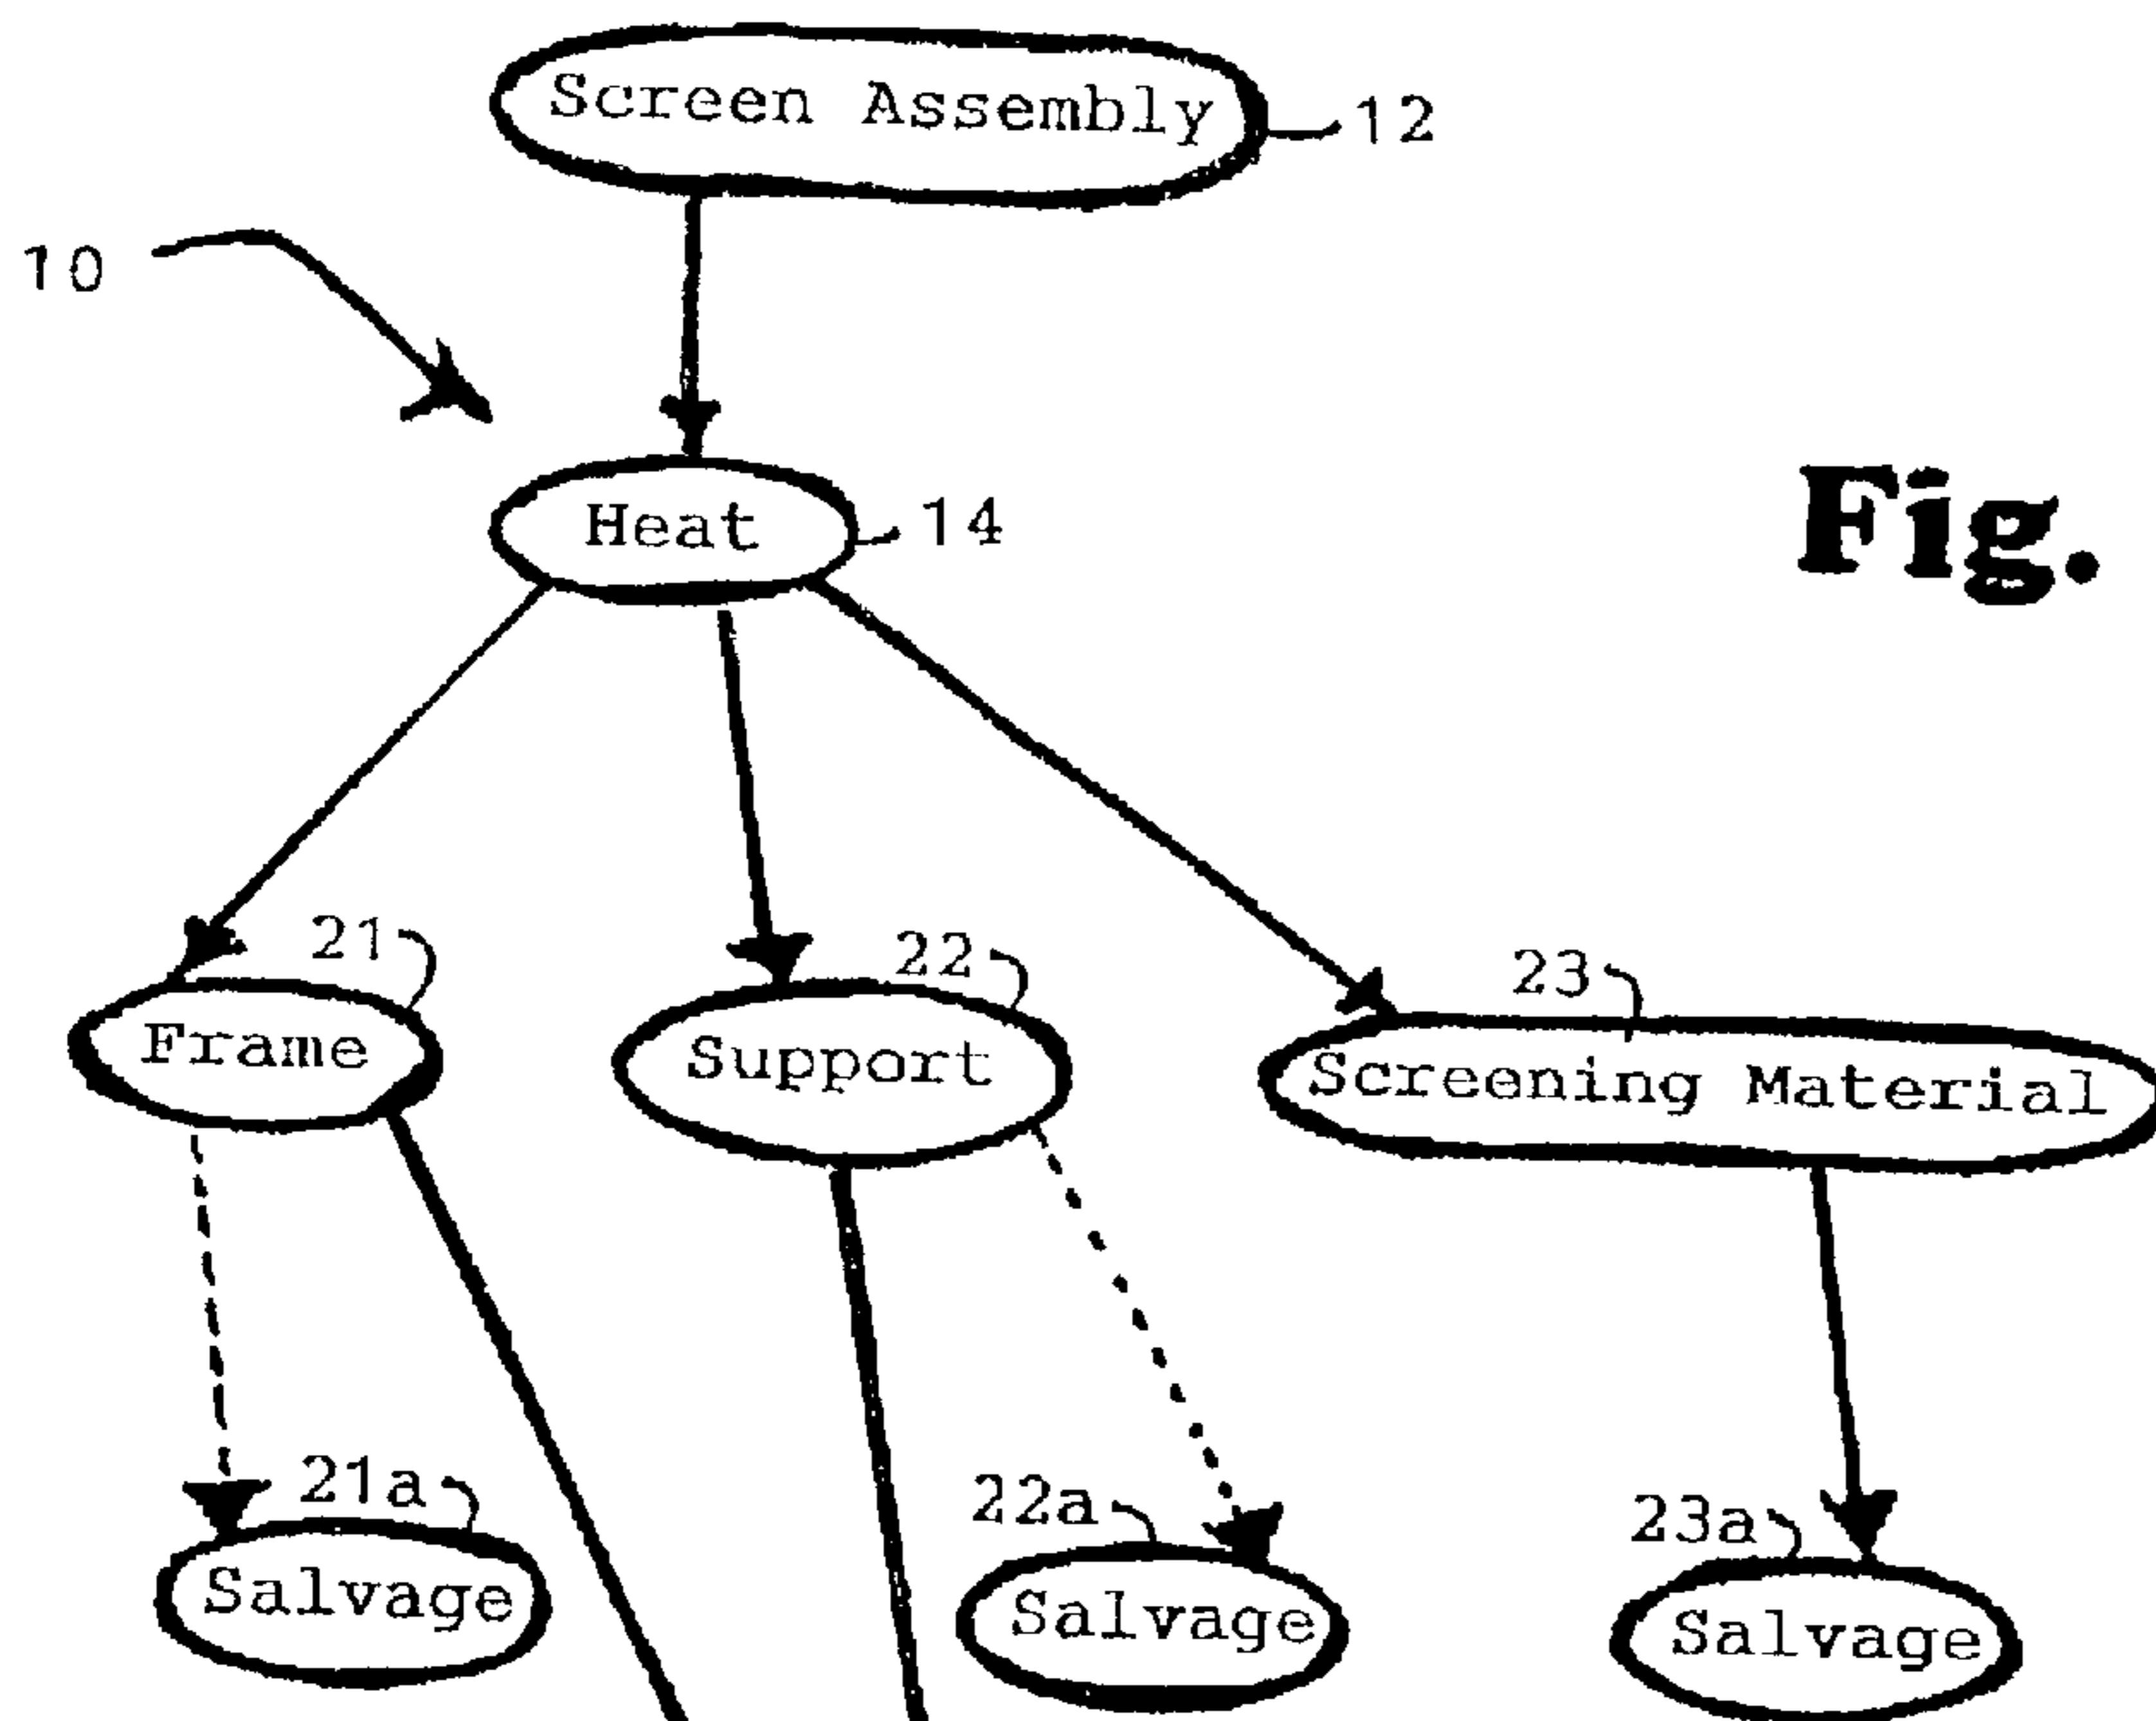 Screen Assembly 12
10
Heat 14
Fig.
21 22 23
Frame Support Screening Material
21a 22a 23a
Salvage Salvage Salvage